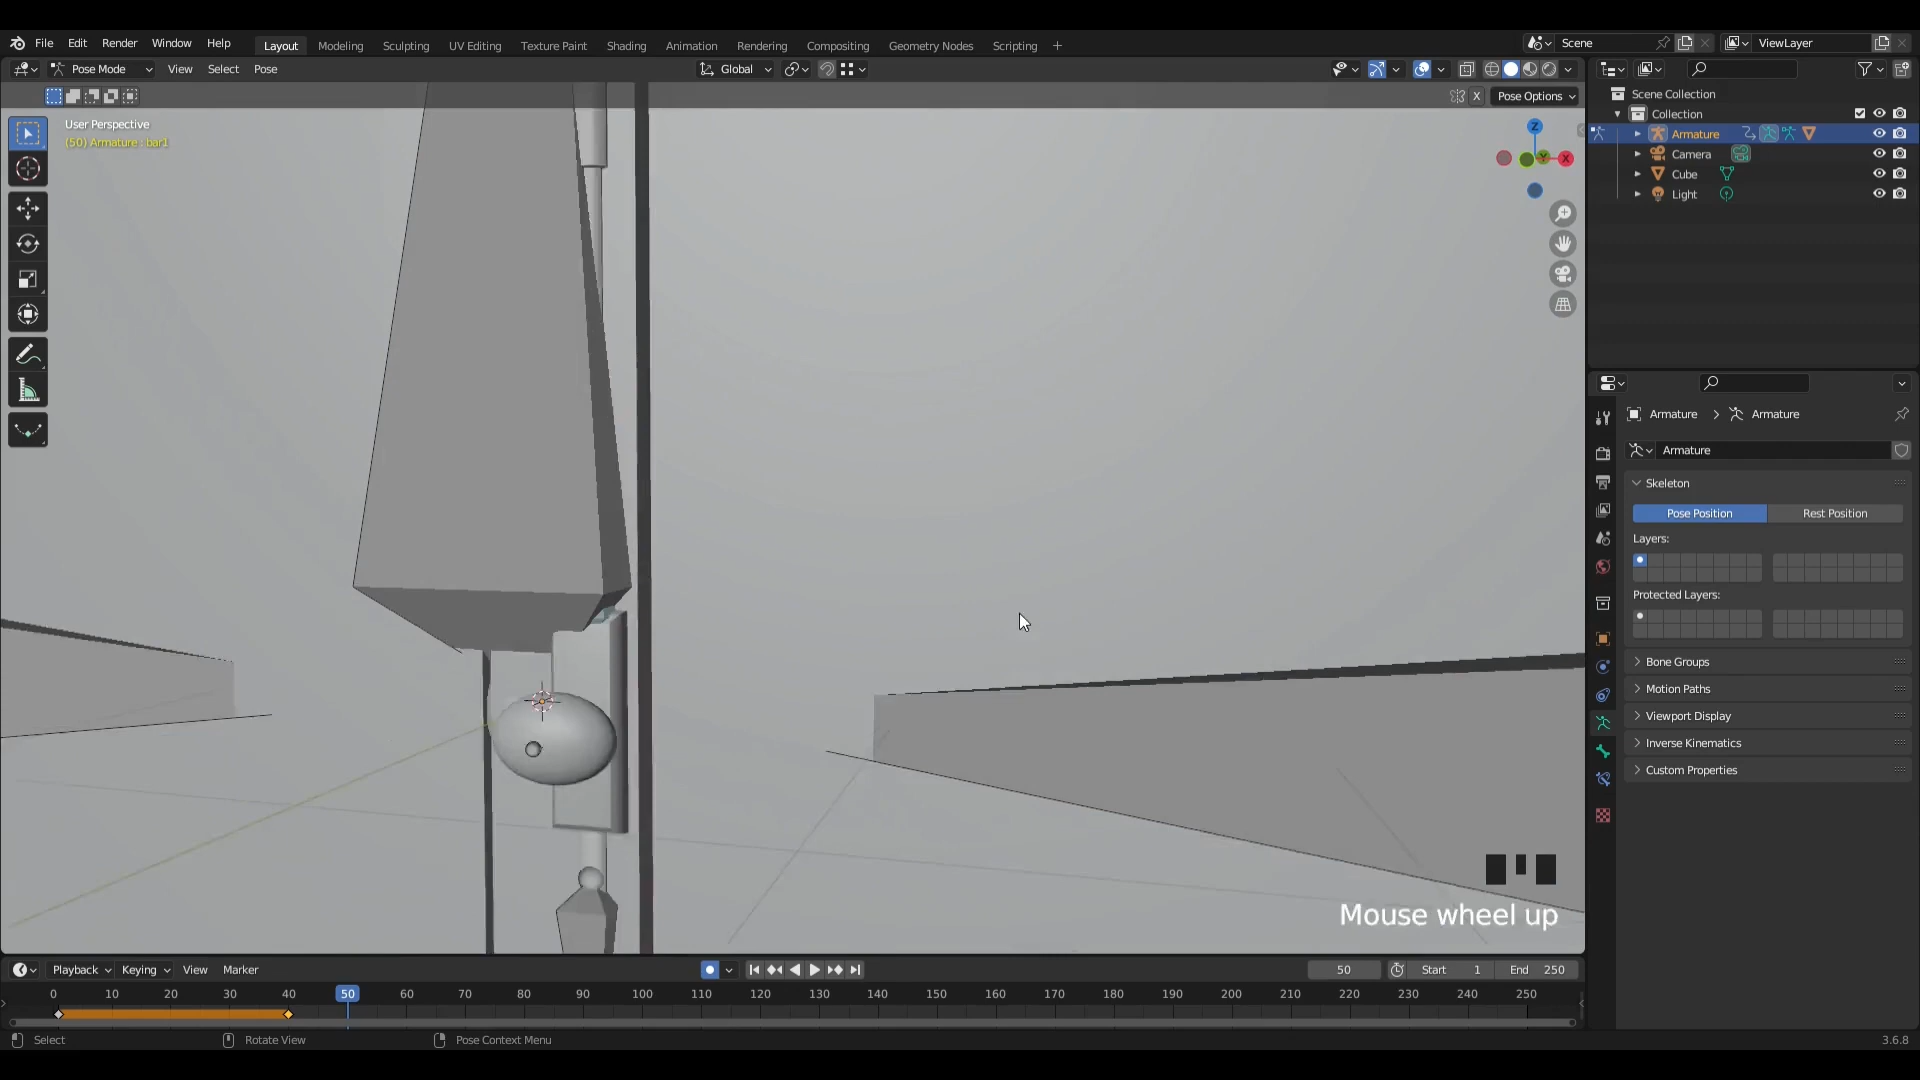 File Edit Render Window Help Layout Modeling Sculpting UV Editing Texture Paint Shading Animation Rendering Compositing Geometry Nodes Scripting + Scene ViewLayer
Pose Mode View Select Pose Global
X Pose Options
User Perspective
(50) Armature : bar1
Z
Y
X
Scene Collection
Collection
Armature
Camera
Cube
Light
Armature > Armature
Armature
Skeleton
Pose Position Rest Position
Layers:
Protected Layers:
Bone Groups
Motion Paths
Viewport Display
Inverse Kinematics
Custom Properties
Mouse wheel up
Playback Keying View Marker 50 Start 1 End 250
0 10 20 30 40 50 60 70 80 90 100 110 120 130 140 150 160 170 180 190 200 210 220 230 240 250
Select Rotate View Pose Context Menu 3.6.8